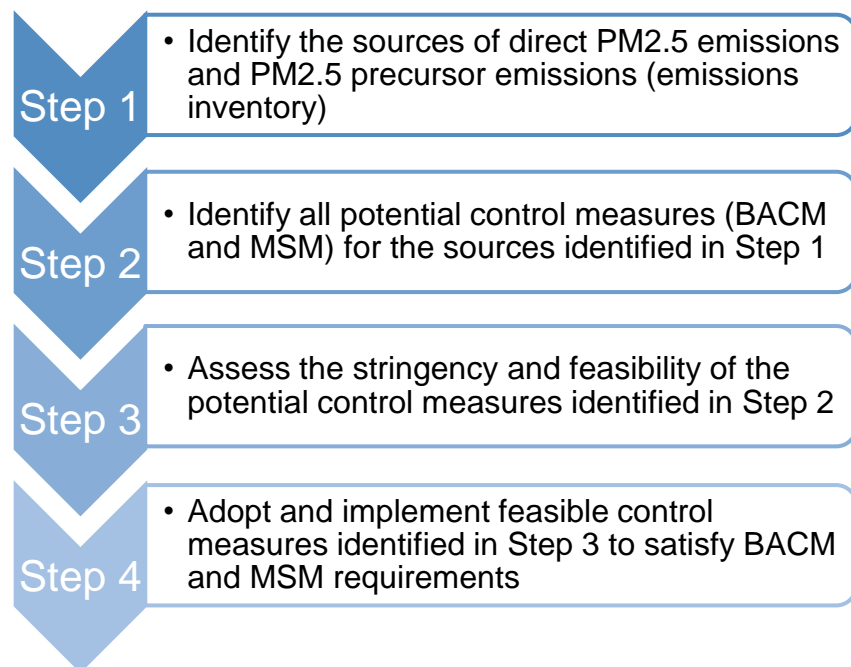 Step 1
• Identify the sources of direct PM2.5 emissions
and PM2.5 precursor emissions (emissions
inventory)
Step 2
• Identify all potential control measures (BACM
and MSM) for the sources identified in Step 1
Step 3
• Assess the stringency and feasibility of the
potential control measures identified in Step 2
Step 4
• Adopt and implement feasible control
measures identified in Step 3 to satisfy BACM
and MSM requirements